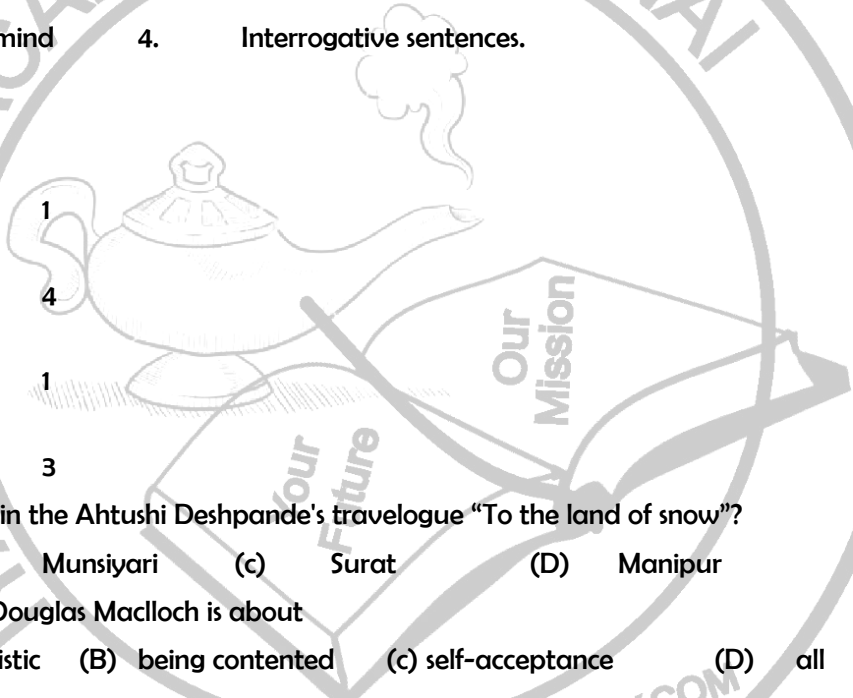 mind 4. Interrogative sentences.
1
4
1
3
in the Ahtushi Deshpande's travelogue “To the land of snow”?
Munsiyari (c) Surat (D) Manipur
Douglas Maclloch is about
istic (B) being contented (c) self-acceptance (D) all
Our
Mission
Your
Future